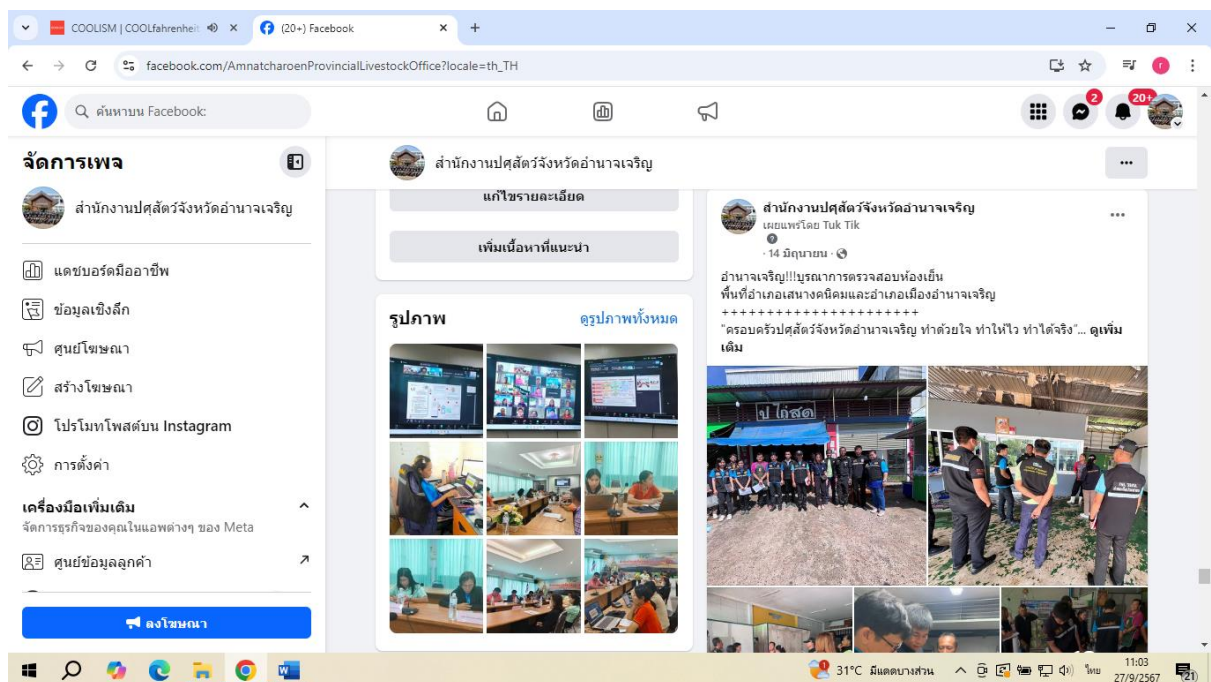 COOLISM | COOLfahrenheit
(20+) Facebook
facebook.com/AmnatcharoenProvincialLivestockOffice?locale=th_TH
ค้นหาบน Facebook:
2
20+
จัดการเพจ
สำนักงานปศุสัตว์จังหวัดอำนาจเจริญ
แดชบอร์ดมืออาชีพ
ข้อมูลเชิงลึก
ศูนย์โฆษณา
สร้างโฆษณา
โปรโมทโพสต์บน Instagram
การตั้งค่า
เครื่องมือเพิ่มเติม
จัดการธุรกิจของคุณในแอพต่างๆ ของ Meta
ศูนย์ข้อมูลลูกค้า
ลงโฆษณา
สำนักงานปศุสัตว์จังหวัดอำนาจเจริญ
แก้ไขรายละเอียด
เพิ่มเนื้อหาที่แนะนำ
รูปภาพ
ดูรูปภาพทั้งหมด
สำนักงานปศุสัตว์จังหวัดอำนาจเจริญ
เผยแพร่โดย Tuk Tik
· 14 มิถุนายน ·
อำนาจเจริญ!!!บูรณาการตรวจสอบห้องเย็น
พื้นที่อำเภอเสนางคนิคมและอำเภอเมืองอำนาจเจริญ
++++++++++++++++++++++
"ครอบครัวปศุสัตว์จังหวัดอำนาจเจริญ ทำด้วยใจ ทำให้ไว ทำได้จริง"... ดูเพิ่ม
เติม
ป ไก่สด
31°C มีแดดบางส่วน
ไทย
11:03
27/9/2567
21